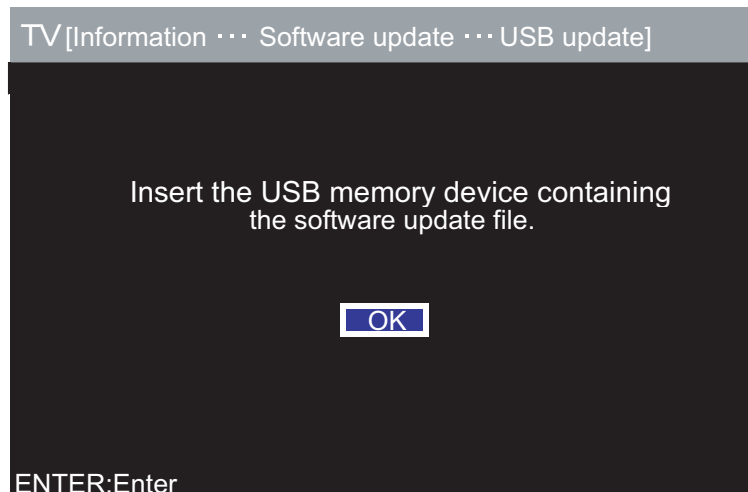 TV [Information ··· Software update ··· USB update]
Insert the USB memory device containing
the software update file.
OK
ENTER:Enter